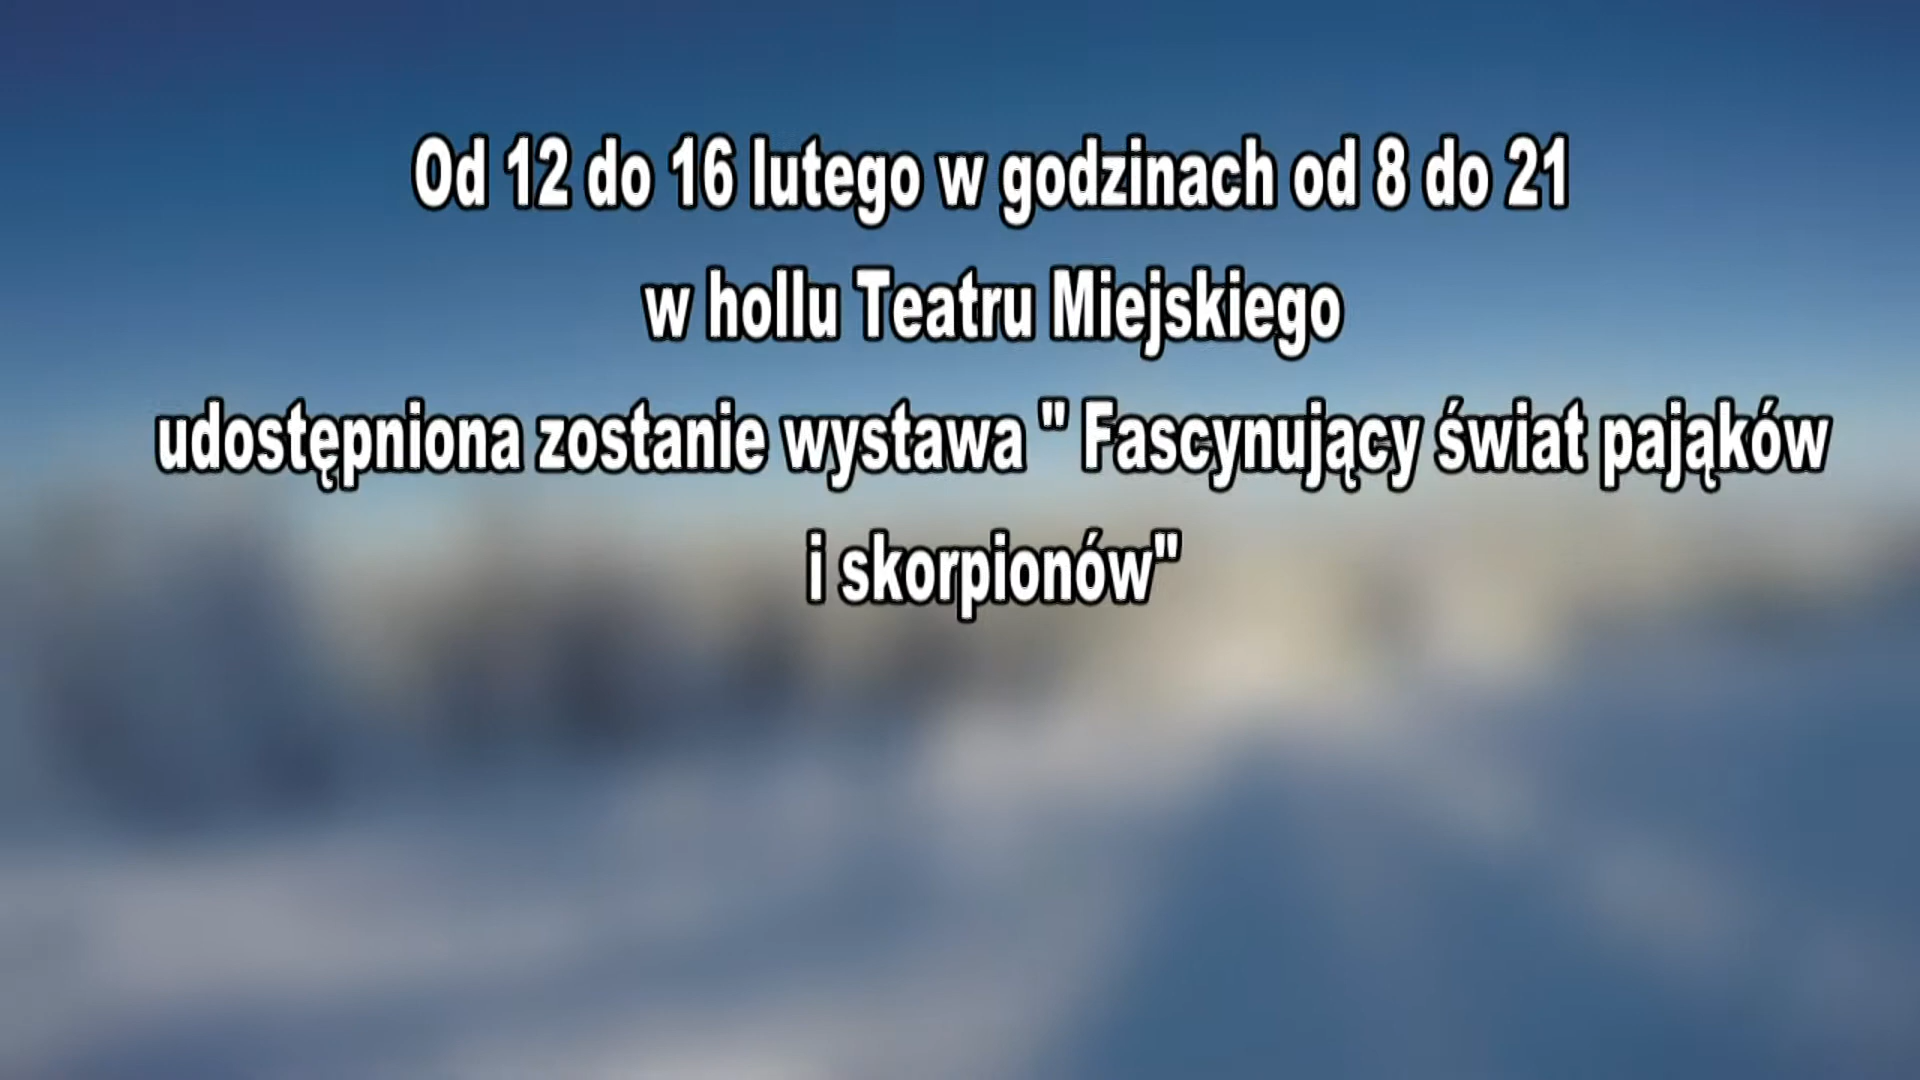 Od 12 do 16 lutego w godzinach od 8 do 21
w hollu Teatru Miejskiego
udostępniona zostanie wystawa " Fascynujący świat pająków
i skorpionów"